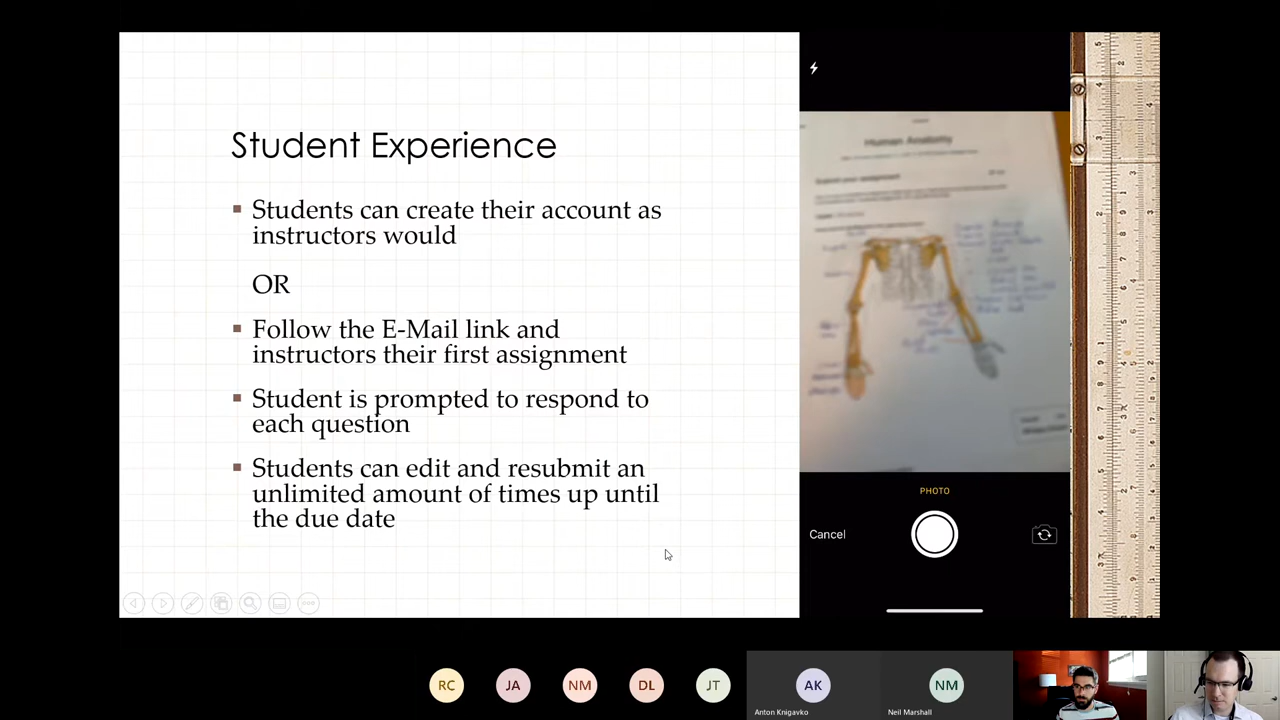 Student Experience
Students can create their account as
instructors would
OR
Follow the E-Mail link and
instructors their first assignment
Student is prompted to respond to
each question
Students can edit and resubmit an
unlimited amount of times up until
the due date
Human Anatomy
PHOTO
Cancel
RC
JA
NM
DL
JT
AK
NM
Anton Knigavko
Neil Marshall